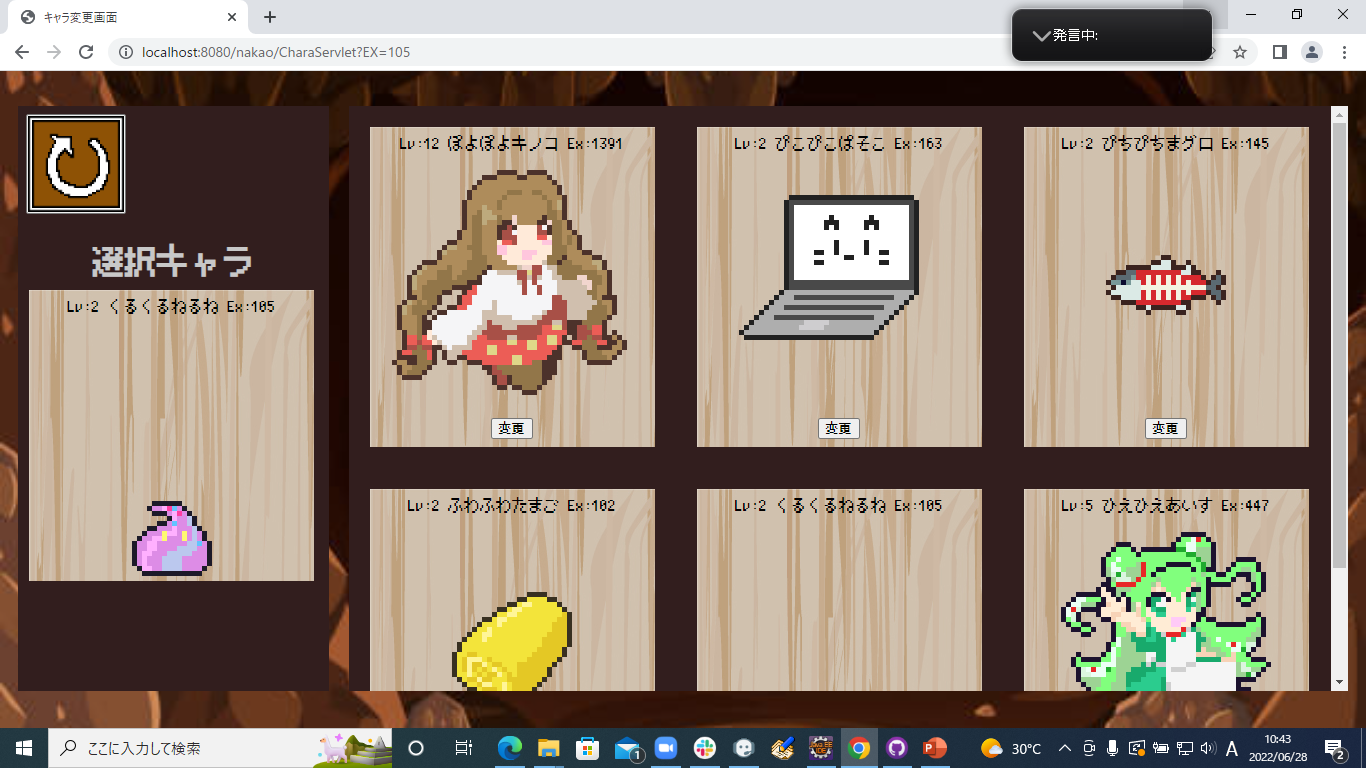 キャラ変更画面
発言中:
localhost:8080/nakao/CharaServlet?EX=105
選択キャラ
Lv:2 くるくるねるね Ex:105
Lv:12 ぽよぽよキノコ Ex:1391
変更
Lv:2 ぴこぴこぱそこ Ex:163
変更
Lv:2 ぴちぴちまグロ Ex:145
変更
Lv:2 ふわふわたまご Ex:102
Lv:2 くるくるねるね Ex:105
Lv:5 ひえひえあいす Ex:447
ここに入力して検索
1
30°C
A
10:43
2022/06/28
2